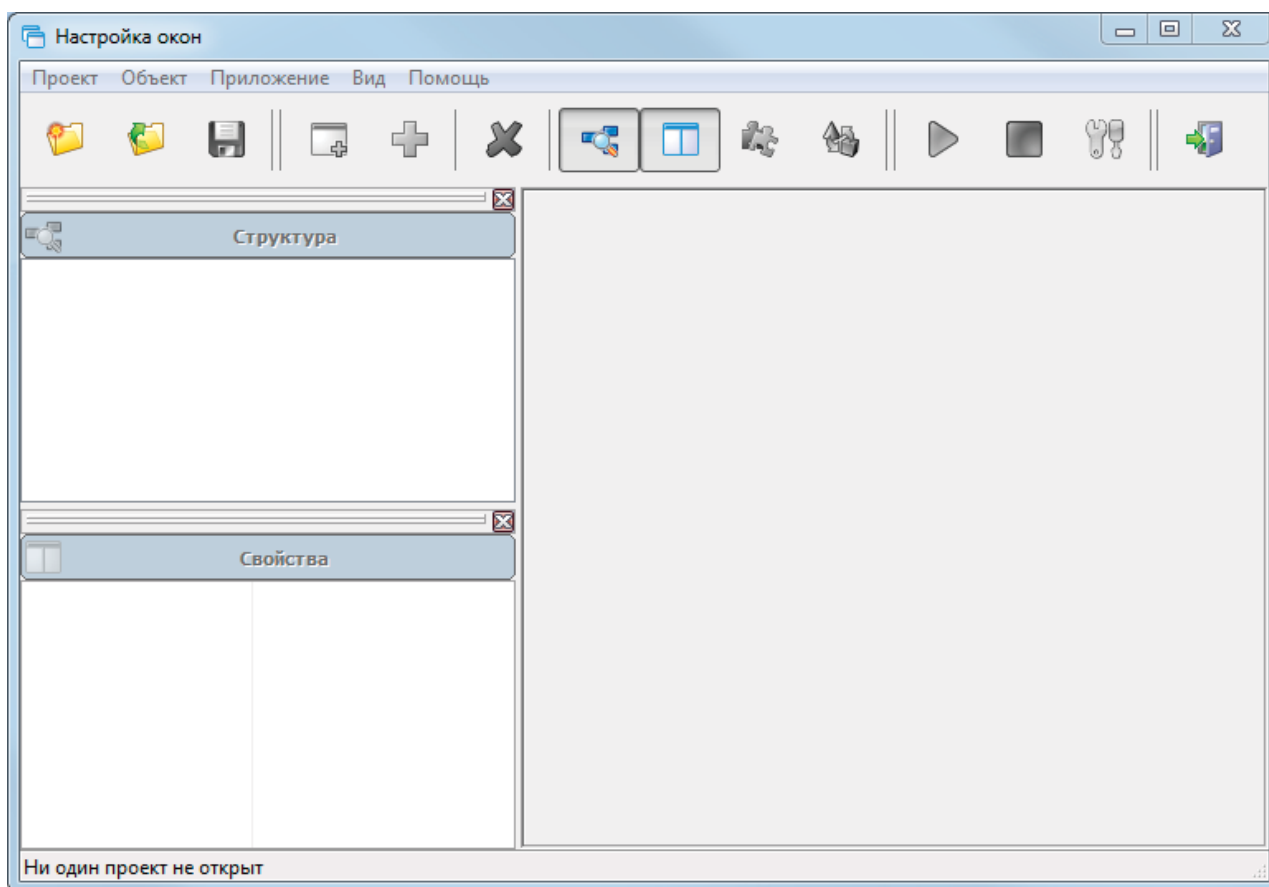 Настройка окон
Проект Объект Приложение Вид Помощь
Структура
Свойства
Ни один проект не открыт